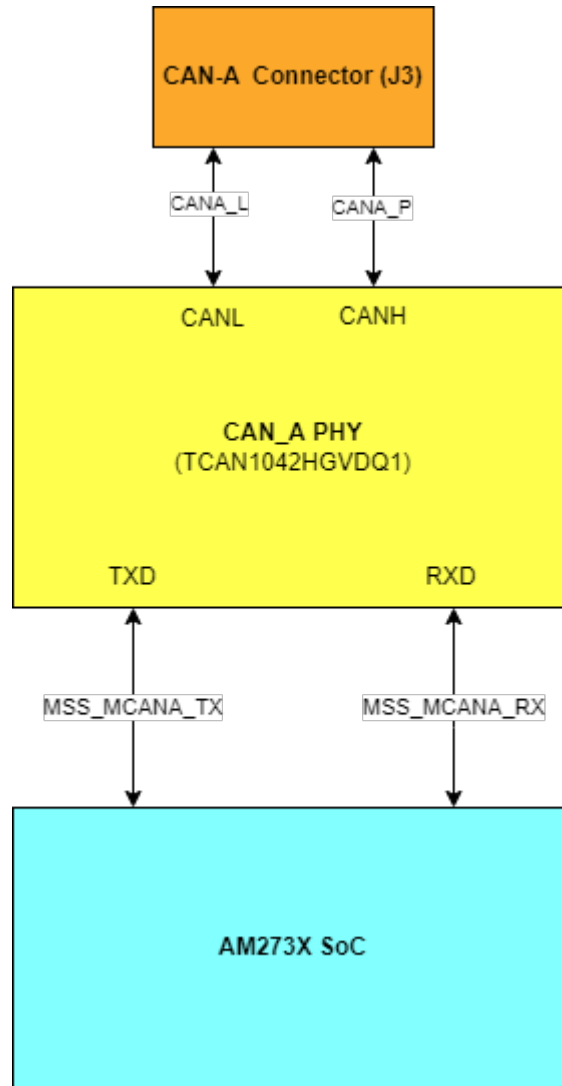 CAN-A  Connector (J3)
CANA_L
CANA_P
CANL
CANH
CAN_A PHY
(TCAN1042HGVDQ1)
TXD
RXD
MSS_MCANA_TX
MSS_MCANA_RX
AM273X SoC